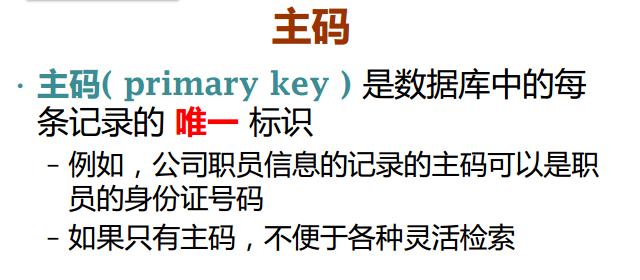 主码
· 主码( primary key ) 是数据库中的每
条记录的 唯一 标识
– 例如，公司职员信息的记录的主码可以是职
员的身份证号码
– 如果只有主码，不便于各种灵活检索